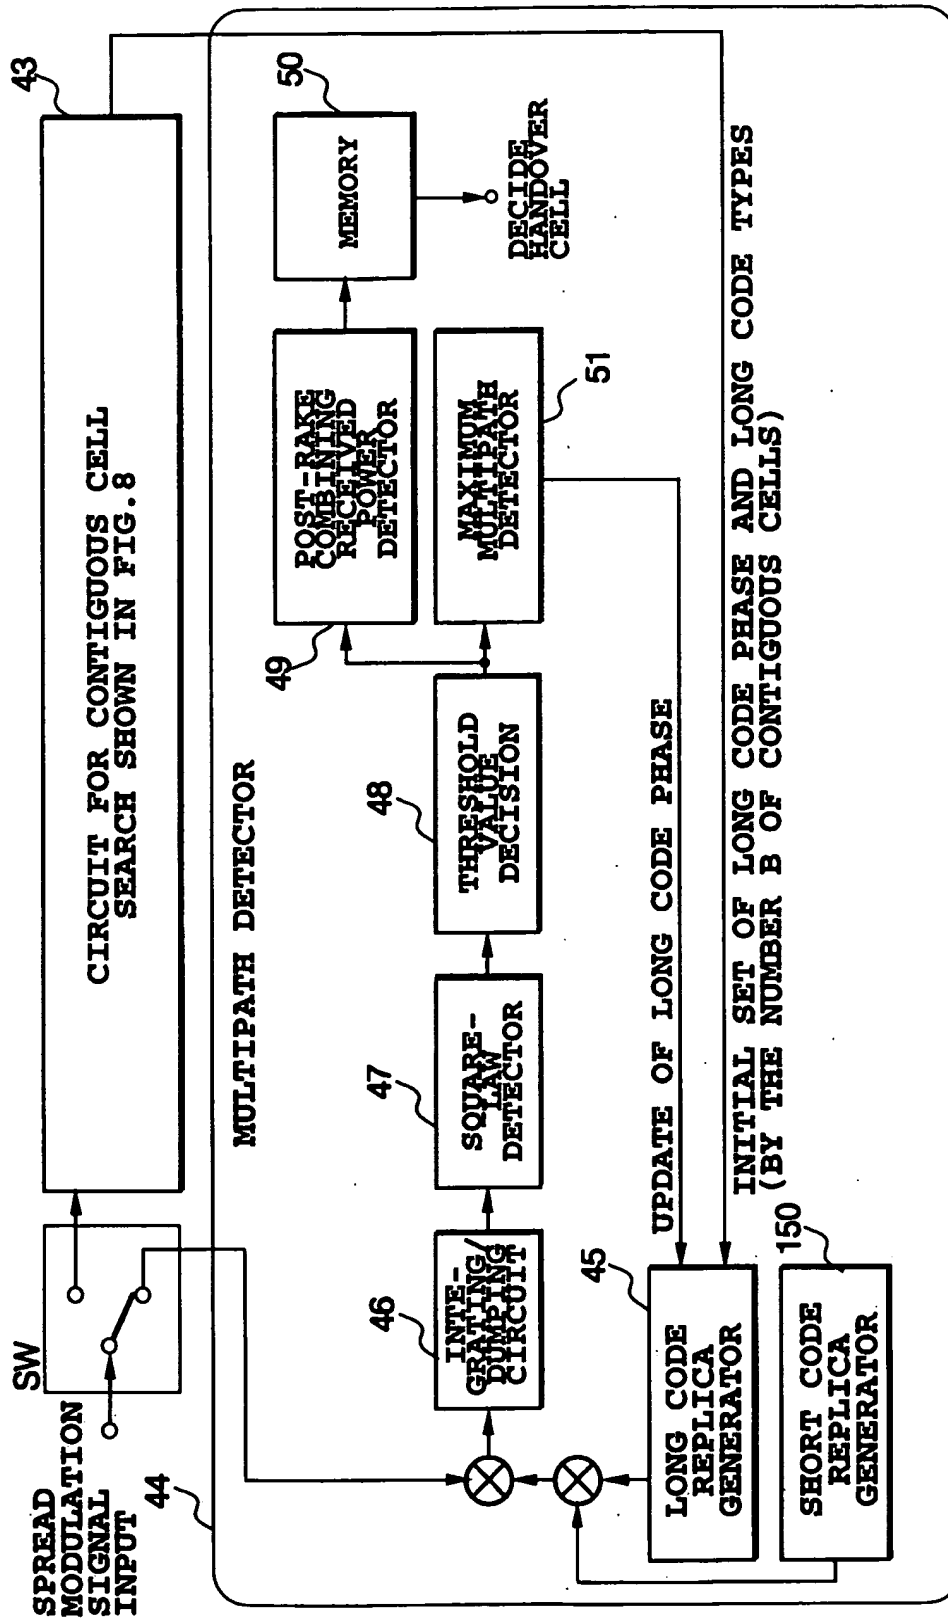 SPREAD
MODULATION
SIGNAL
INPUT
SW
43
CIRCUIT FOR CONTIGUOUS CELL
SEARCH SHOWN IN FIG.8
44
MULTIPATH DETECTOR
46
INTE-
GRATING/
DUMPING
CIRCUIT
47
SQUARE-
LAW
DETECTOR
48
THRESHOLD
VALUE
DECISION
49
POST-RAKE
COMBINING
RECEIVED
POWER
DETECTOR
50
MEMORY
DECIDE
HANDOVER
CELL
MAXIMUM
MULTIPATH
DETECTOR
51
45
LONG CODE
REPLICA
GENERATOR
UPDATE OF LONG CODE PHASE
INITIAL SET OF LONG CODE PHASE AND LONG CODE TYPES
(BY THE NUMBER B OF CONTIGUOUS CELLS)
150
SHORT CODE
REPLICA
GENERATOR